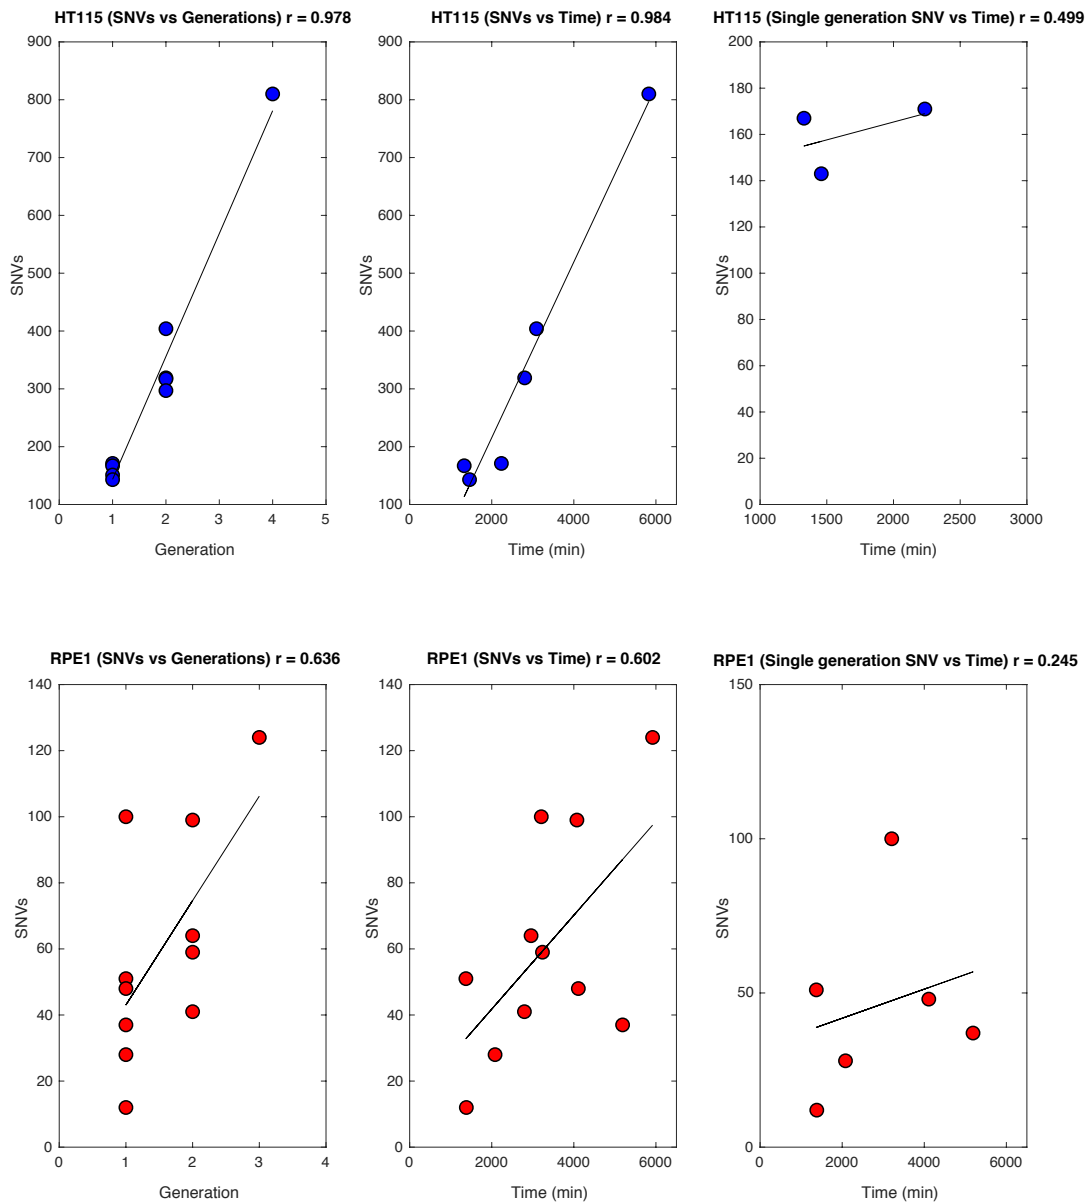 HT115 (SNVs vs Generations) r = 0.978
900
800
700
600
500
400
300
200
100
SNVs
0 1 2 3 4 5
Generation
HT115 (SNVs vs Time) r = 0.984
900
800
700
600
500
400
300
200
100
SNVs
0 2000 4000 6000
Time (min)
HT115 (Single generation SNV vs Time) r = 0.499
200
180
160
140
120
100
80
60
40
20
0
SNVs
1000 1500 2000 2500 3000
Time (min)
RPE1 (SNVs vs Generations) r = 0.636
140
120
100
80
60
40
20
0
SNVs
0 1 2 3 4
Generation
RPE1 (SNVs vs Time) r = 0.602
140
120
100
80
60
40
20
0
SNVs
0 2000 4000 6000
Time (min)
RPE1 (Single generation SNV vs Time) r = 0.245
150
100
50
0
SNVs
0 2000 4000 6000
Time (min)